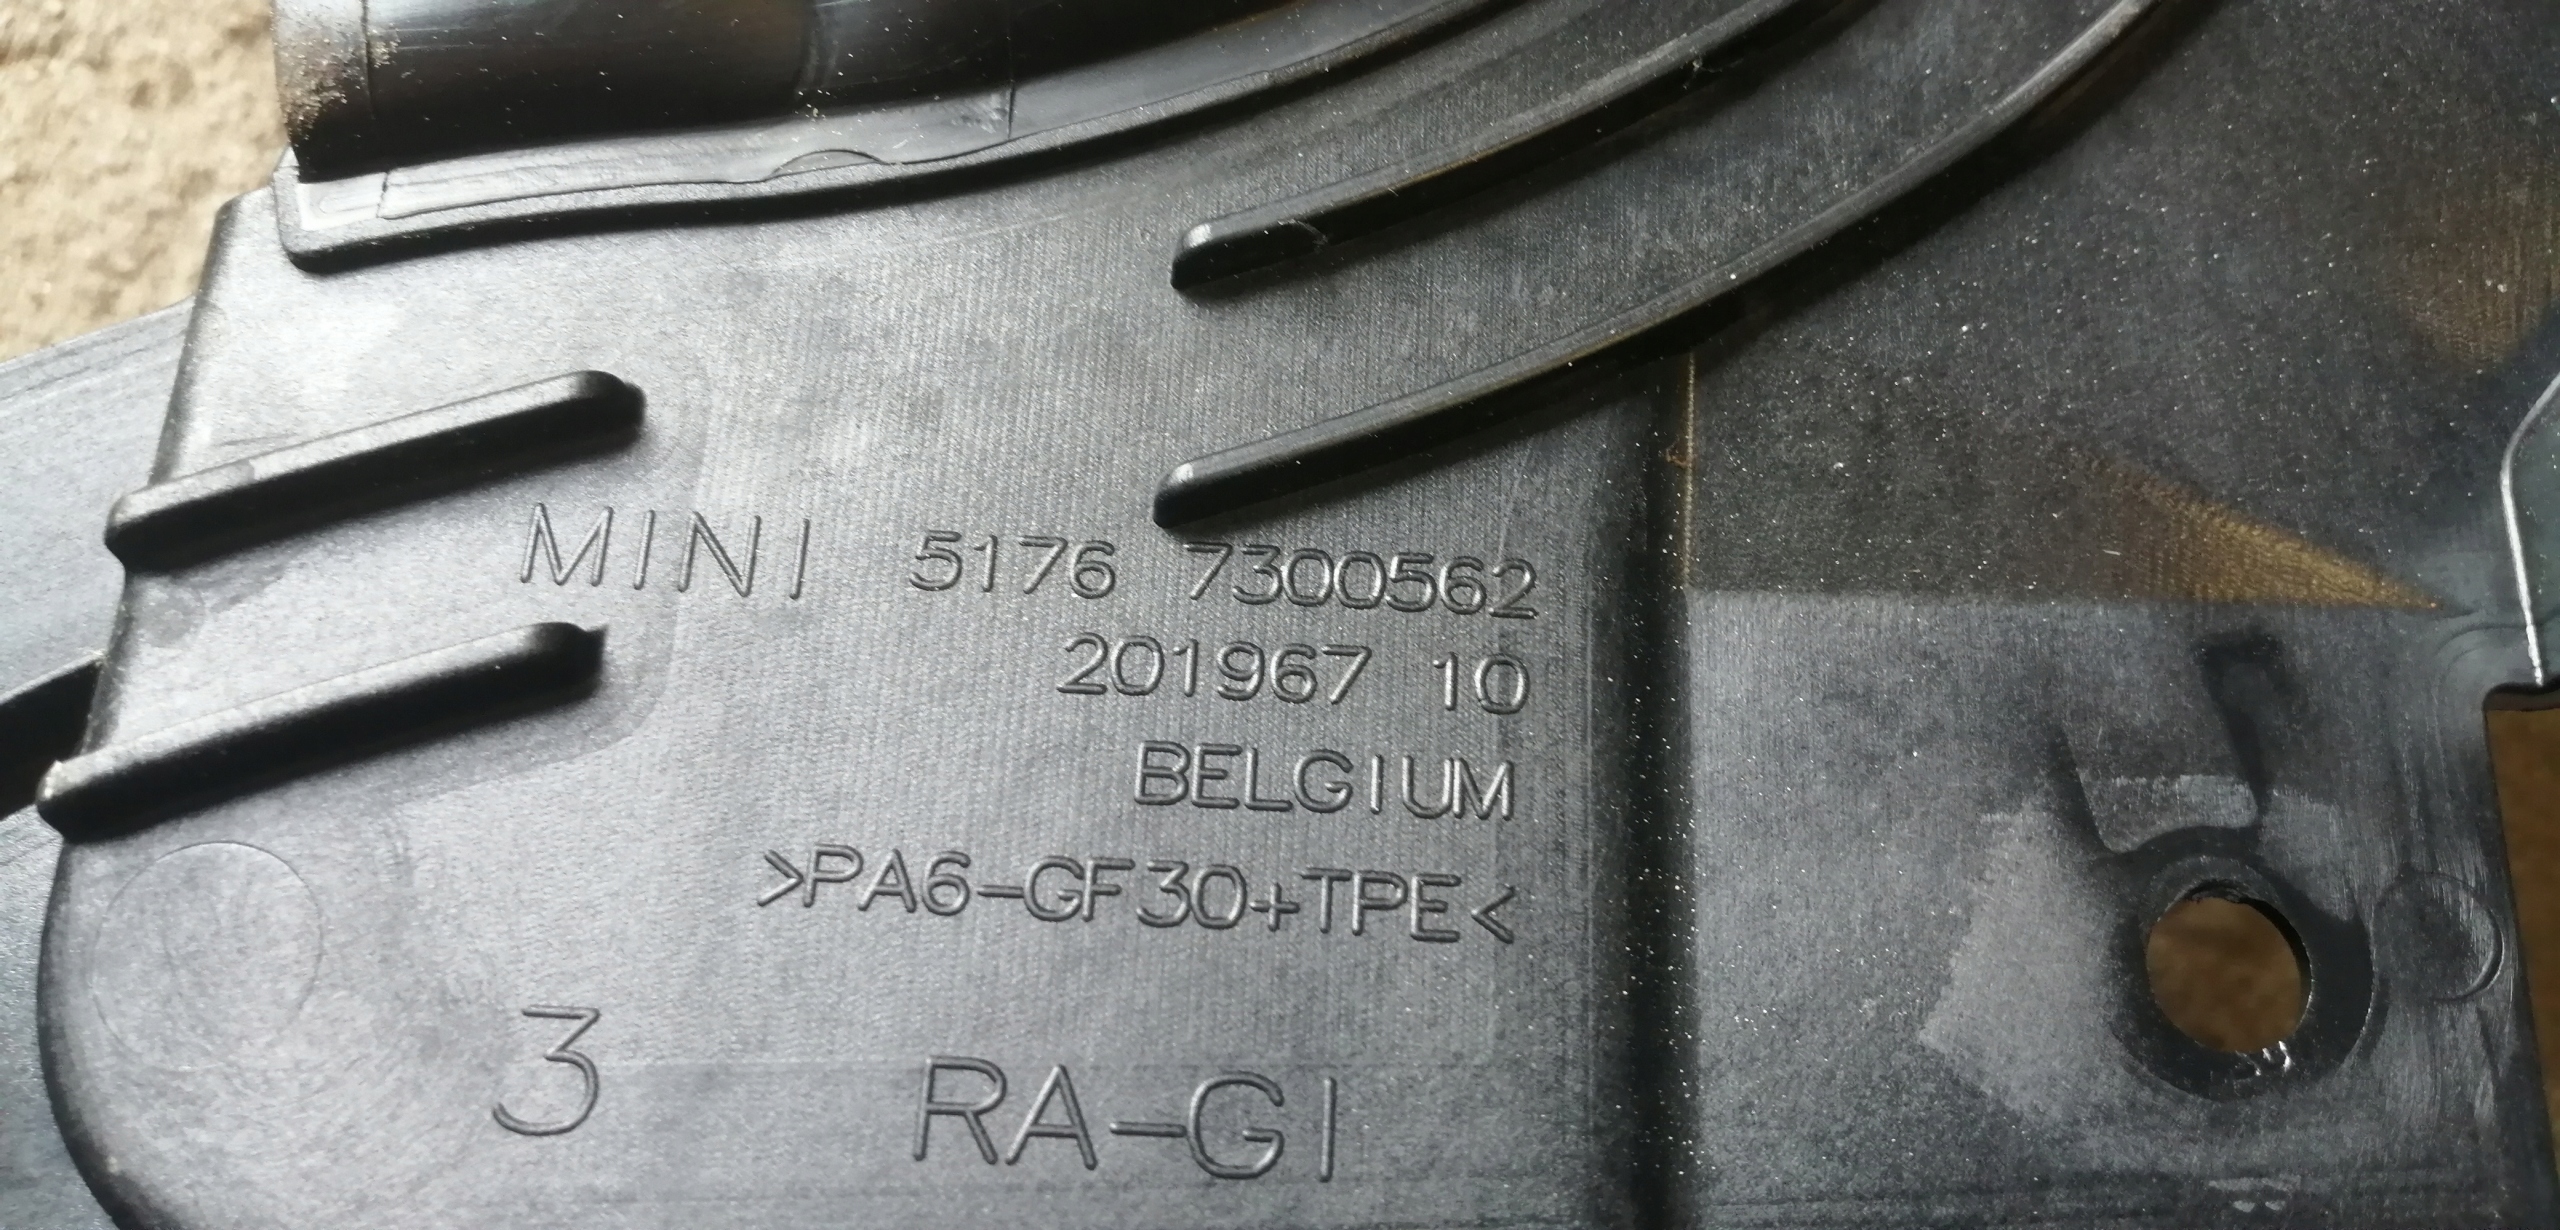 MINI 5176 7300562
201967 10
BELGIUM
>PA6-GF30+TPE<
3 RA-GI